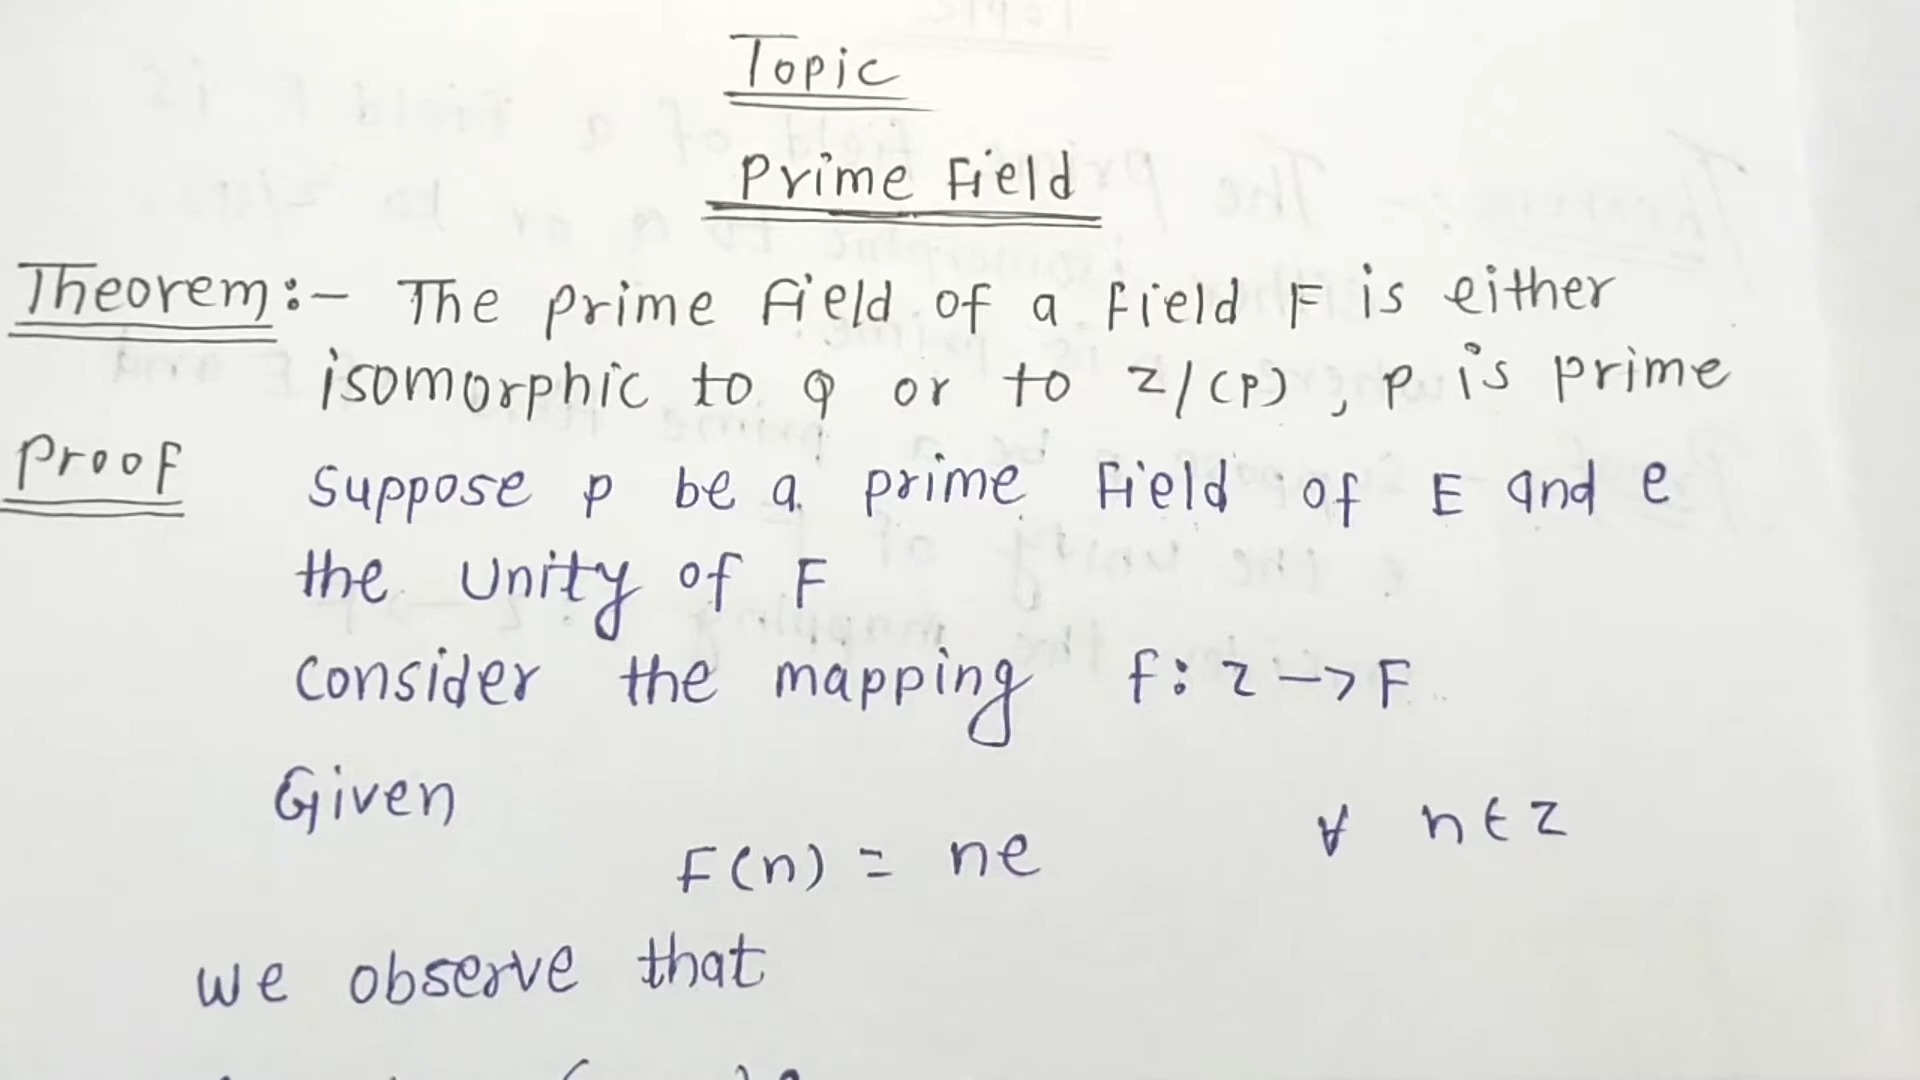 Topic
Prime Field
Theorem:- The prime field of a field F is either
isomorphic to Q or to Z/(P), P is prime
Proof
Suppose P be a prime field of E and e
the Unity of F
Consider the mapping f: Z -> F
Given
F(n) = ne ∀ n ∈ Z
we observe that